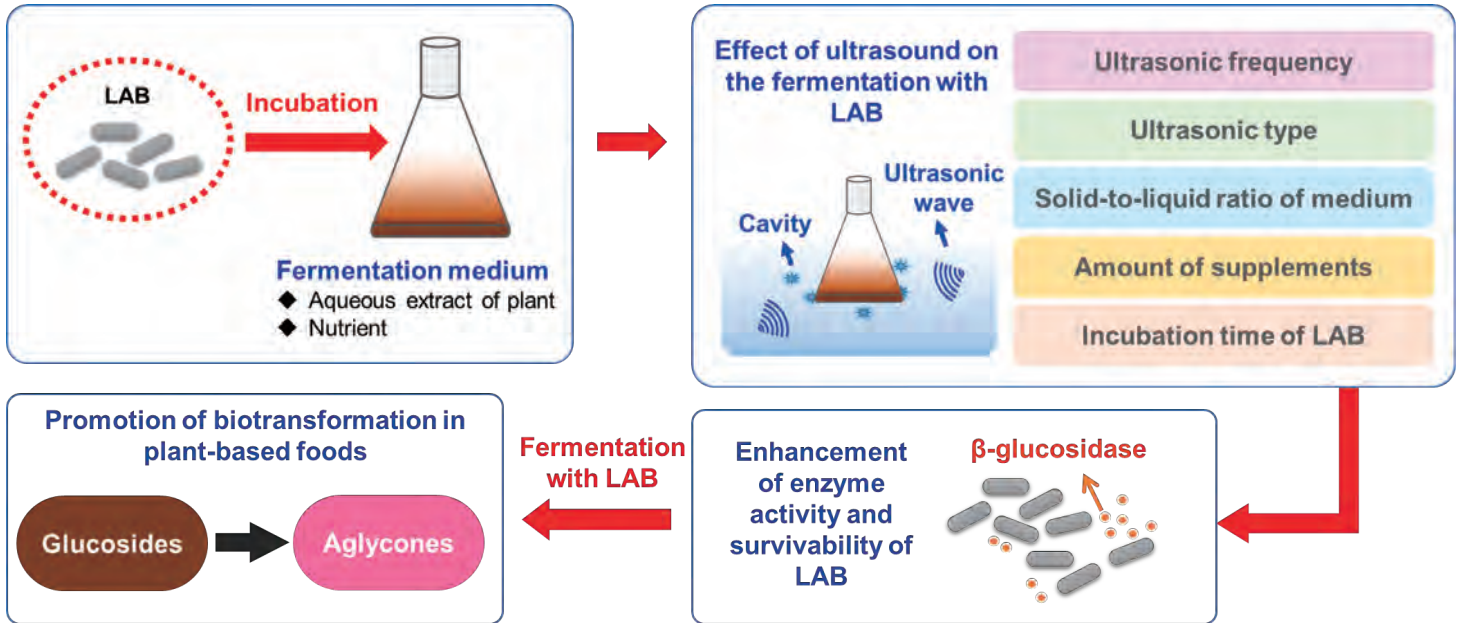 LAB
Incubation
Fermentation medium
◆ Aqueous extract of plant
◆ Nutrient
Effect of ultrasound on
the fermentation with
LAB
Cavity
Ultrasonic
wave
Ultrasonic frequency
Ultrasonic type
Solid-to-liquid ratio of medium
Amount of supplements
Incubation time of LAB
Enhancement
of enzyme
activity and
survivability of
LAB
β-glucosidase
Fermentation
with LAB
Promotion of biotransformation in
plant-based foods
Glucosides
Aglycones